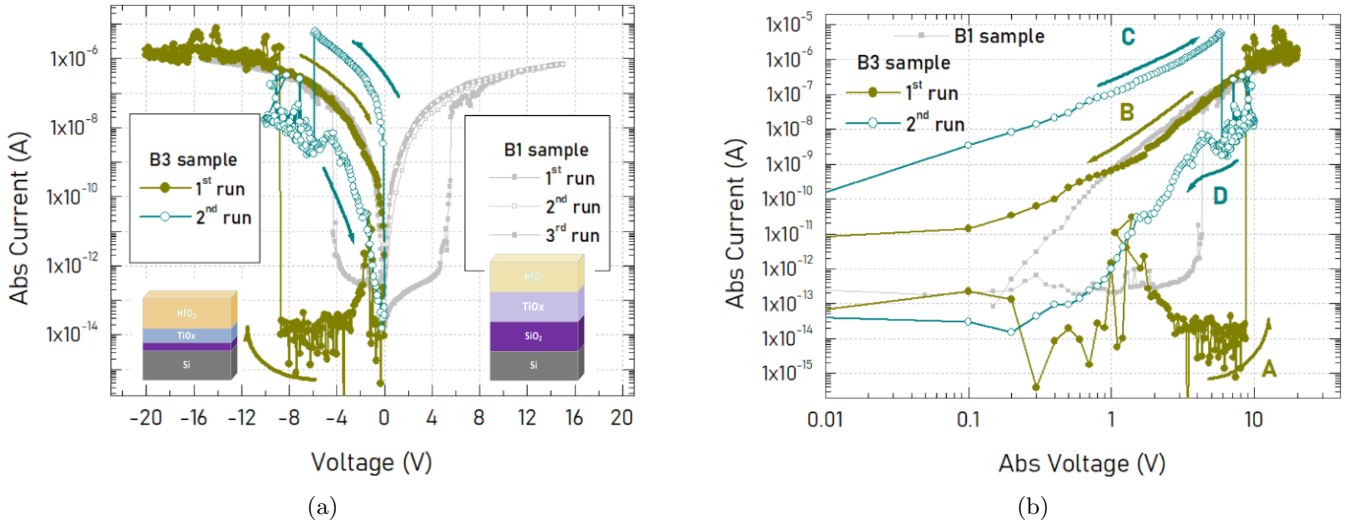 Abs Current (A)
1x10⁻⁶
1x10⁻⁸
1x10⁻¹⁰
1x10⁻¹²
1x10⁻¹⁴
B3 sample
1ˢᵗ run
2ⁿᵈ run
B1 sample
1ˢᵗ run
2ⁿᵈ run
3ʳᵈ run
HfO₂
TiOx
Si
HfO₂
TiOx
SiO₂
Si
-20 -16 -12 -8 -4 0 4 8 12 16 20
Voltage (V)
(a)
Abs Current (A)
1x10⁻⁵
1x10⁻⁶
1x10⁻⁷
1x10⁻⁸
1x10⁻⁹
1x10⁻¹⁰
1x10⁻¹¹
1x10⁻¹²
1x10⁻¹³
1x10⁻¹⁴
1x10⁻¹⁵
B1 sample
B3 sample
1ˢᵗ run
2ⁿᵈ run
C
B
D
A
0.01 0.1 1 10
Abs Voltage (V)
(b)